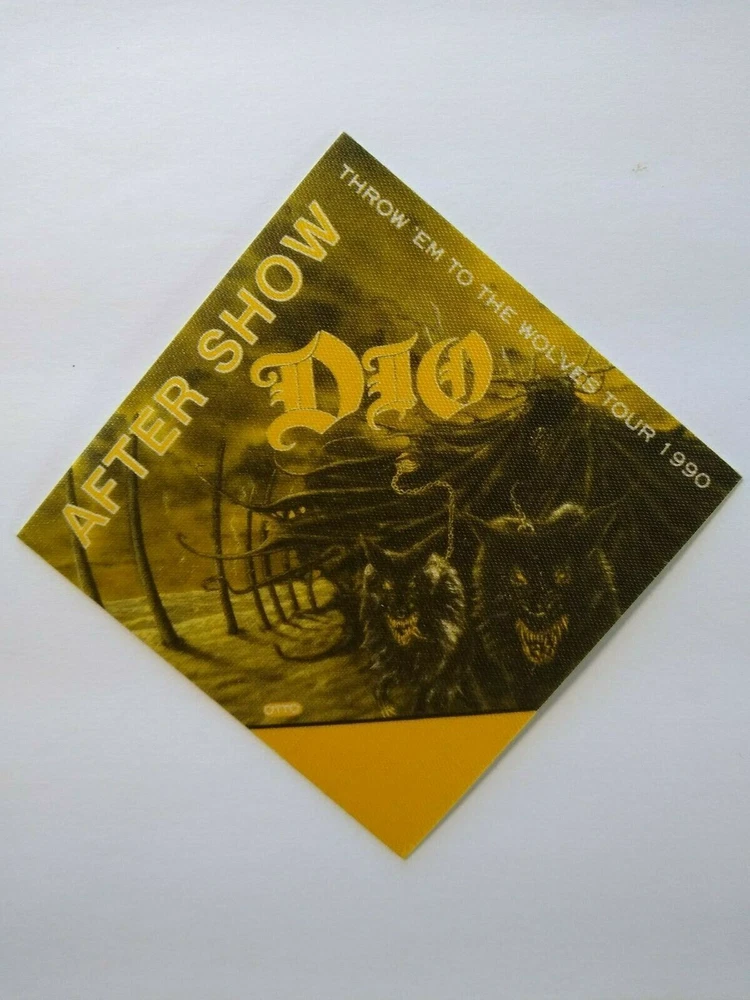 THROW 'EM TO THE WOLVES TOUR 1990
AFTER SHOW
DIO
OTTO